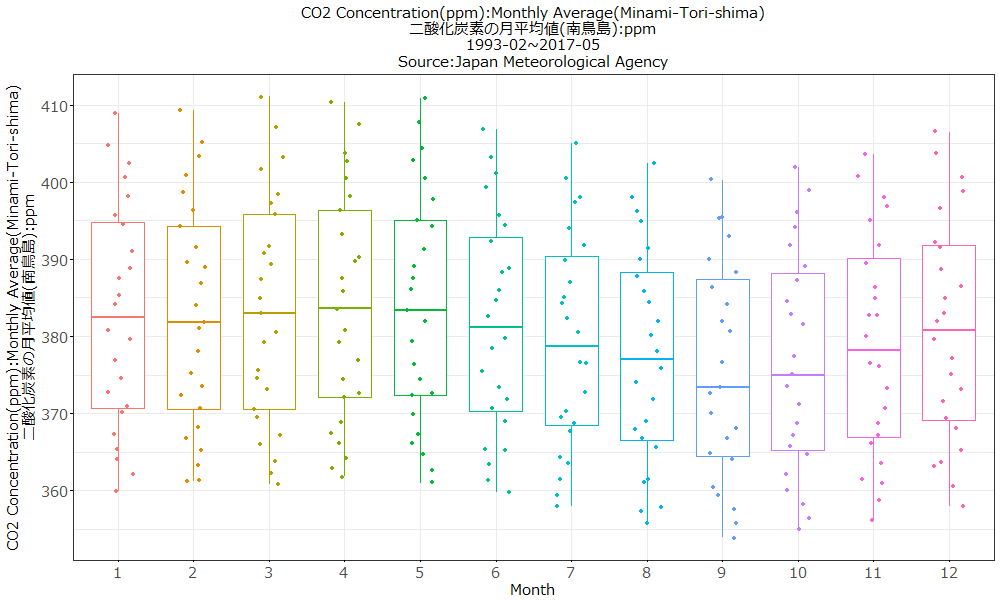 CO2 Concentration(ppm):Monthly Average(Minami-Tori-shima)
二酸化炭素の月平均値(南鳥島):ppm
1993-02~2017-05
Source:Japan Meteorological Agency
CO2 Concentration(ppm):Monthly Average(Minami-Tori-shima)
二酸化炭素の月平均値(南鳥島):ppm
410
400
390
380
370
360
1 2 3 4 5 6 7 8 9 10 11 12
Month